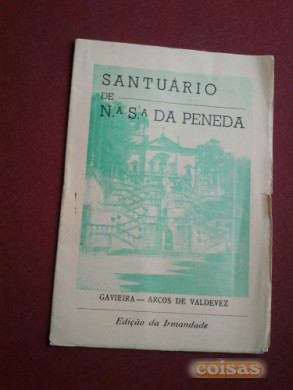 SANTUÁRIO
DE
N.ª S.ª DA PENEDA
GAVIEIRA — ARCOS DE VALDEVEZ
Edição da Irmandade
coisas